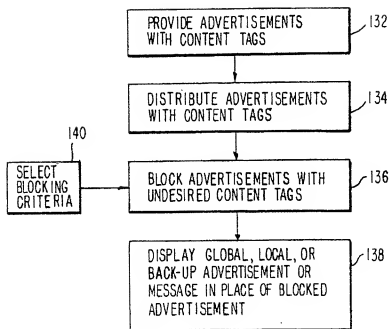 PROVIDE ADVERTISEMENTS
WITH CONTENT TAGS
132
DISTRIBUTE ADVERTISEMENTS
WITH CONTENT TAGS
134
140
SELECT
BLOCKING
CRITERIA
BLOCK ADVERTISEMENTS WITH
UNDESIRED CONTENT TAGS
136
DISPLAY GLOBAL, LOCAL, OR
BACK-UP ADVERTISEMENT OR
MESSAGE IN PLACE OF BLOCKED
ADVERTISEMENT
138